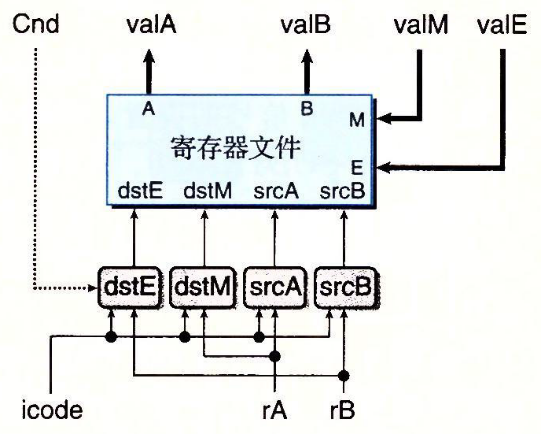 Cnd valA valB valM valE
A B M
寄存器文件
E
dstE dstM srcA srcB
dstE dstM srcA srcB
icode rA rB